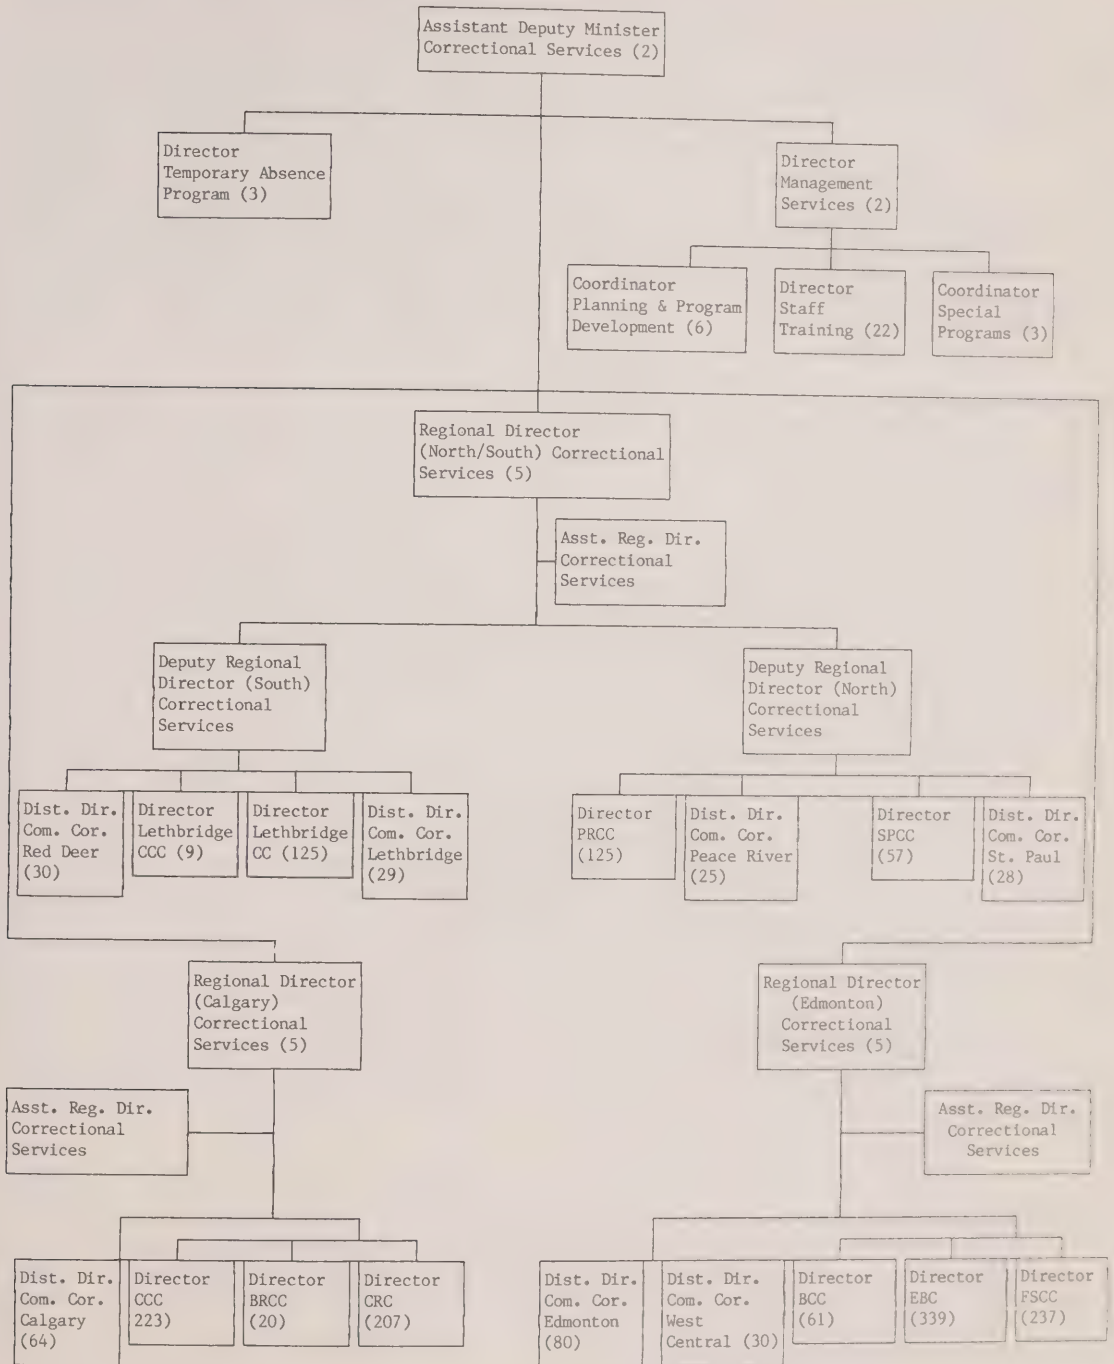 Assistant Deputy Minister
Correctional Services (2)
Director
Temporary Absence
Program (3)
Director
Management
Services (2)
Coordinator
Planning & Program
Development (6)
Director
Staff
Training (22)
Coordinator
Special
Programs (3)
Regional Director
(North/South) Correctional
Services (5)
Asst. Reg. Dir.
Correctional
Services
Deputy Regional
Director (South)
Correctional
Services
Deputy Regional
Director (North)
Correctional
Services
Dist. Dir.
Com. Cor.
Red Deer
(30)
Director
Lethbridge
CCC (9)
Director
Lethbridge
CC (125)
Dist. Dir.
Com. Cor.
Lethbridge
(29)
Director
PRCC
(125)
Dist. Dir.
Com. Cor.
Peace River
(25)
Director
SPCC
(57)
Dist. Dir.
Com. Cor.
St. Paul
(28)
Regional Director
(Calgary)
Correctional
Services (5)
Regional Director
(Edmonton)
Correctional
Services (5)
Asst. Reg. Dir.
Correctional
Services
Asst. Reg. Dir.
Correctional
Services
Dist. Dir.
Com. Cor.
Calgary
(64)
Director
CCC
223)
Director
BRCC
(20)
Director
CRC
(207)
Dist. Dir.
Com. Cor.
Edmonton
(80)
Dist. Dir.
Com. Cor.
West
Central (30)
Director
BCC
(61)
Director
EBC
(339)
Director
FSCC
(237)